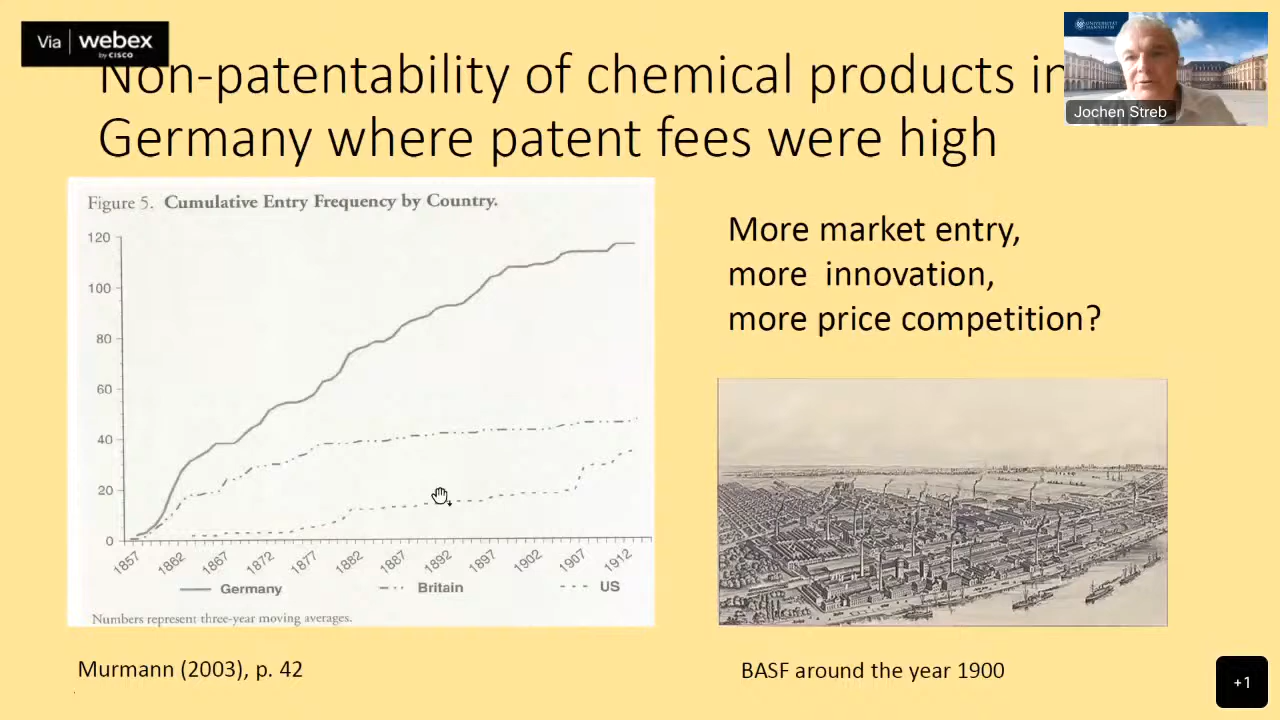 Via webex
by CISCO
UNIVERSITÄT
MANNHEIM
Jochen Streb
Non-patentability of chemical products in
Germany where patent fees were high
Figure 5. Cumulative Entry Frequency by Country.
120
100
80
60
40
20
0
1857 1862 1867 1872 1877 1882 1887 1892 1897 1902 1907 1912
Germany Britain US
Numbers represent three-year moving averages.
Murmann (2003), p. 42
More market entry,
more innovation,
more price competition?
BASF around the year 1900
+1